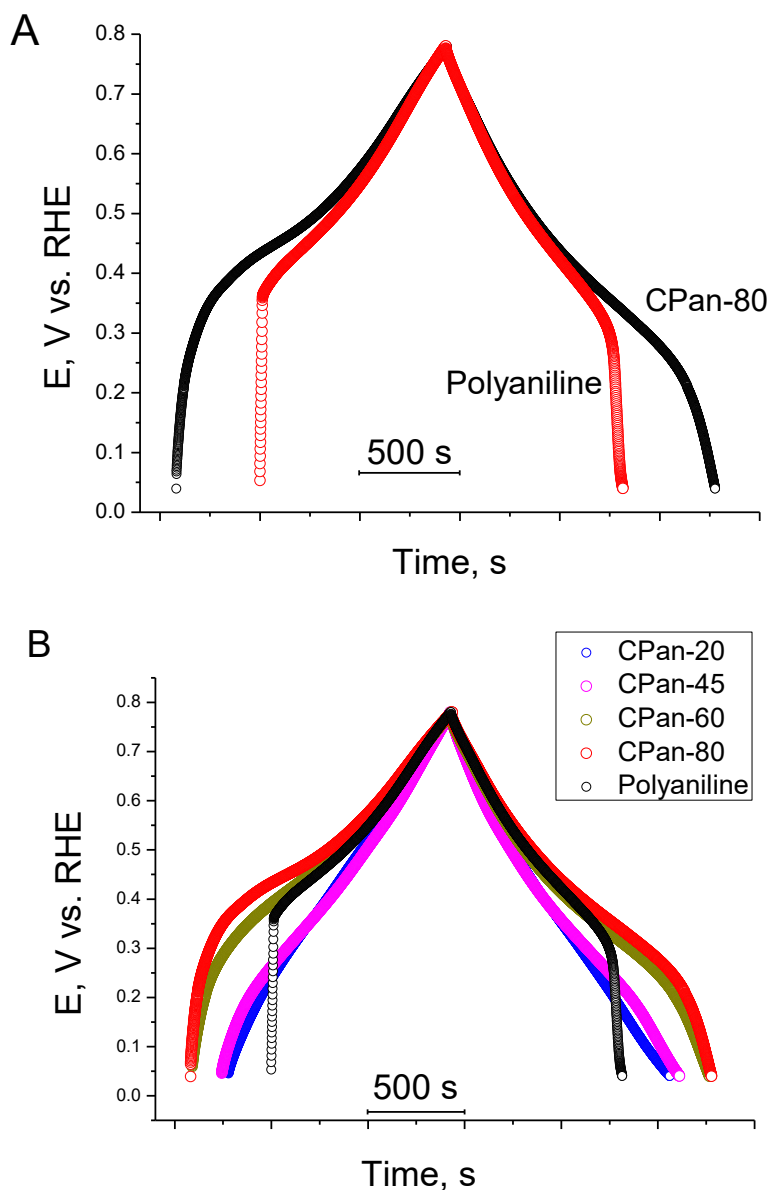 A
0.8
0.7
0.6
0.5
0.4
0.3
0.2
0.1
0.0
E, V vs. RHE
CPan-80
Polyaniline
500 s
Time, s
B
CPan-20
CPan-45
CPan-60
CPan-80
Polyaniline
0.8
0.7
0.6
0.5
0.4
0.3
0.2
0.1
0.0
E, V vs. RHE
500 s
Time, s